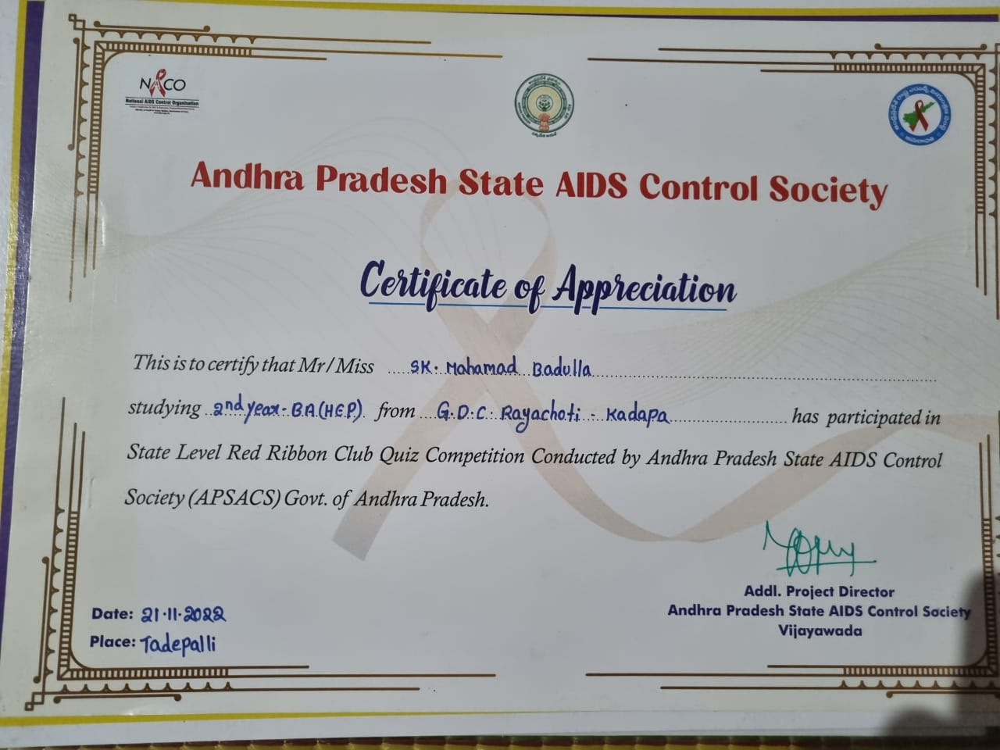 NACO
National AIDS Control Organisation
Andhra Pradesh State AIDS Control Society
Certificate of Appreciation
This is to certify that Mr/Miss SK. Mahamad Badulla
studying 2nd year - B.A(H.E.P) from G.D.C. Rayachoti - Kadapa has participated in
State Level Red Ribbon Club Quiz Competition Conducted by Andhra Pradesh State AIDS Control
Society (APSACS) Govt. of Andhra Pradesh.
Addl. Project Director
Andhra Pradesh State AIDS Control Society
Vijayawada
Date: 21.11.2022
Place: Tadepalli